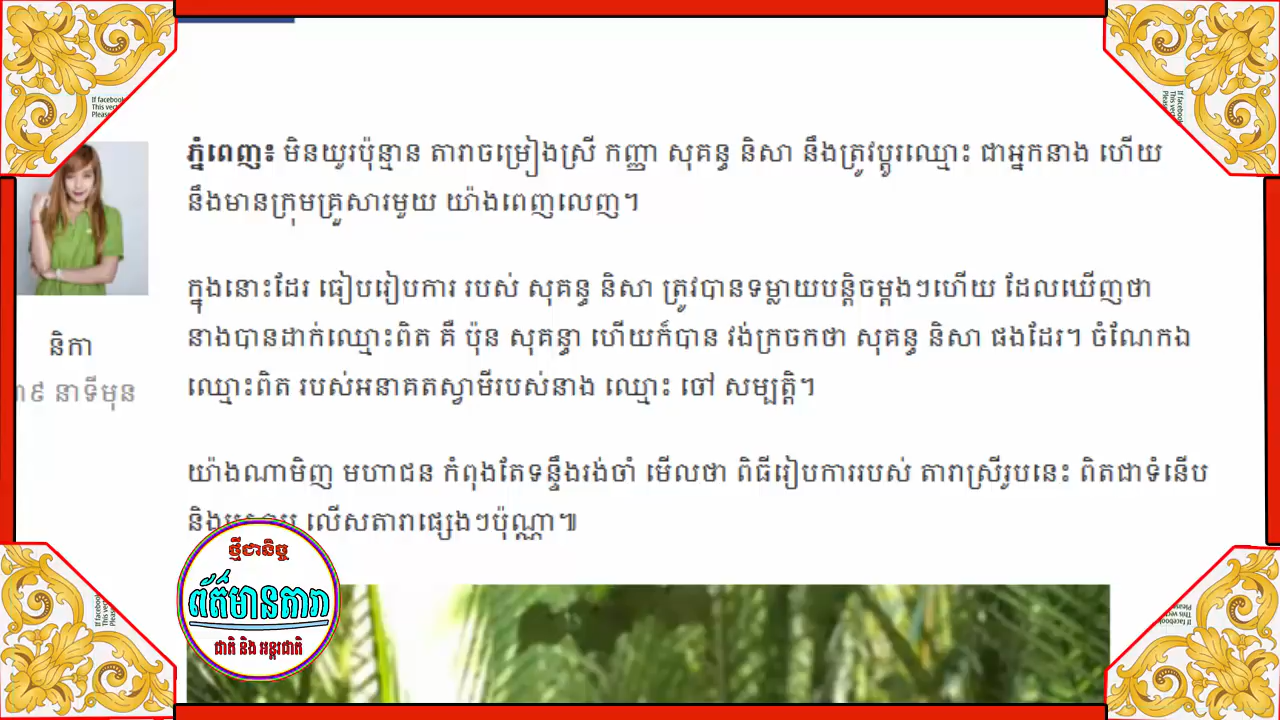 ភ្នំពេញ៖ មិនយូរប៉ុន្មាន តារាចម្រៀងស្រី កញ្ញា សុគន្ធ និសា នឹងត្រូវប្ដូរឈ្មោះ ជាអ្នកនាង ហើយ
នឹងមានក្រុមគ្រួសារមួយ យ៉ាងពេញលេញ។
ក្នុងនោះដែរ ធៀបរៀបការ របស់ សុគន្ធ និសា ត្រូវបានទម្លាយបន្តិចម្ដងៗហើយ ដែលឃើញថា
នាងបានដាក់ឈ្មោះពិត គឺ ប៉ុន សុគន្ធា ហើយក៏បាន វង់ក្រចកថា សុគន្ធ និសា ផងដែរ។ ចំណែកឯ
ឈ្មោះពិត របស់អនាគតស្វាមីរបស់នាង ឈ្មោះ ចៅ សម្បត្តិ។
យ៉ាងណាមិញ មហាជន កំពុងតែទន្ទឹងរង់ចាំ មើលថា ពិធីរៀបការរបស់ តារាស្រីរូបនេះ ពិតជាទំនើប
និង លើសតារាផ្សេងៗប៉ុណ្ណា៕
និកា
៣៩ នាទីមុន
ថ្មីជានិច្ច
ព័ត៌មានតារា
ជាតិ និង អន្តរជាតិ
If facebook
This vect
Please